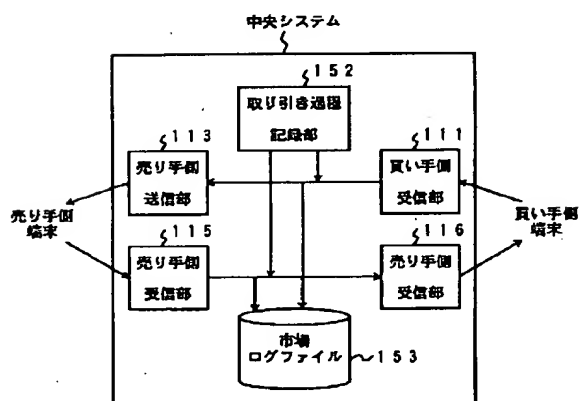 中央システム
152
取り引き過程
記録部
113
売り手側
送信部
111
買い手側
受信部
売り手側
端末
買い手側
端末
115
売り手側
受信部
116
売り手側
受信部
市場
ログファイル
153